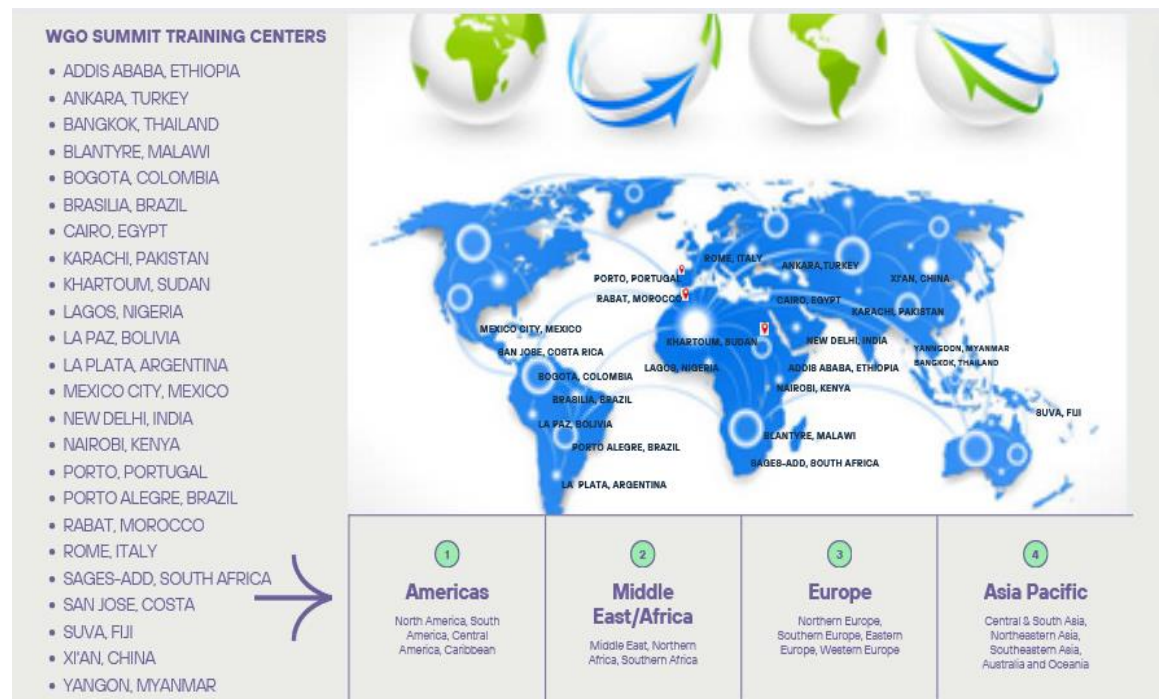 WGO SUMMIT TRAINING CENTERS
• ADDIS ABABA, ETHIOPIA
• ANKARA, TURKEY
• BANGKOK, THAILAND
• BLANTYRE, MALAWI
• BOGOTA, COLOMBIA
• BRASILIA, BRAZIL
• CAIRO, EGYPT
• KARACHI, PAKISTAN
• KHARTOUM, SUDAN
• LAGOS, NIGERIA
• LA PAZ, BOLIVIA
• LA PLATA, ARGENTINA
• MEXICO CITY, MEXICO
• NEW DELHI, INDIA
• NAIROBI, KENYA
• PORTO, PORTUGAL
• PORTO ALEGRE, BRAZIL
• RABAT, MOROCCO
• ROME, ITALY
• SAGES-ADD, SOUTH AFRICA
• SAN JOSE, COSTA
• SUVA, FIJI
• XI'AN, CHINA
• YANGON, MYANMAR
ROME, ITALY
ANKARA,TURKEY
PORTO, PORTUGAL
XI'AN, CHINA
RABAT, MOROCCO
CAIRO, EGYPT
KARACHI, PAKISTAN
MEXICO CITY, MEXICO
KHARTOUM, SUDAN
NEW DELHI, INDIA
SAN JOSE, COSTA RICA
YANNGOON, MYANMAR
BANGKOK, THAILAND
LAGOS, NIGERIA
ADDIS ABABA, ETHIOPIA
BOGOTA, COLOMBIA
NAIROBI, KENYA
BRASILIA, BRAZIL
SUVA, FIJI
LA PAZ, BOLIVIA
BLANTYRE, MALAWI
PORTO ALEGRE, BRAZIL
SAGES-ADD, SOUTH AFRICA
LA PLATA, ARGENTINA
1
Americas
North America, South
America, Central
America, Caribbean
2
Middle
East/Africa
Middle East, Northern
Africa, Southern Africa
3
Europe
Northern Europe,
Southern Europe, Eastern
Europe, Western Europe
4
Asia Pacific
Central & South Asia,
Northeastern Asia,
Southeastern Asia,
Australia and Oceania